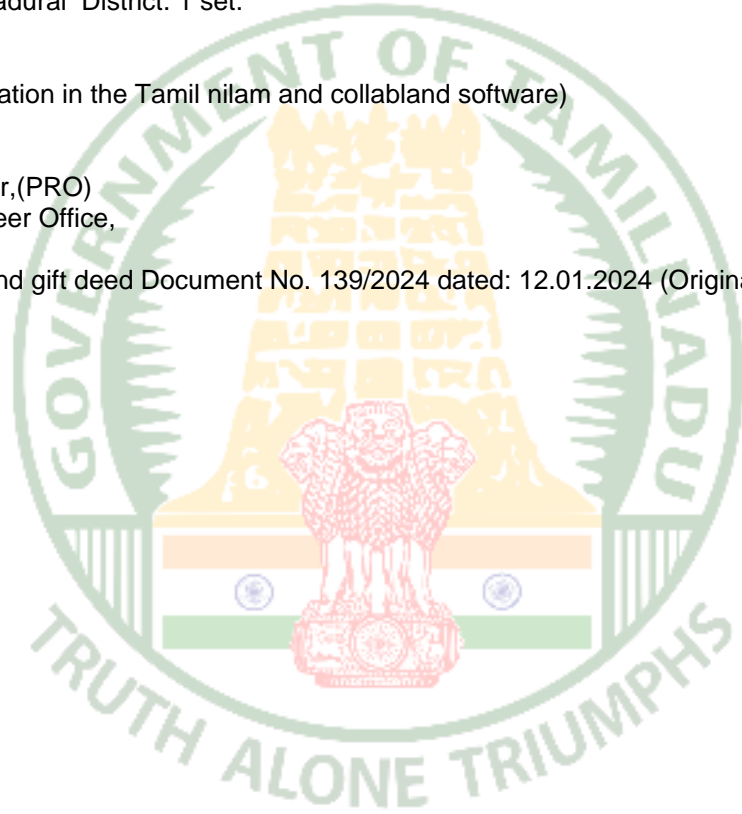 District. 1 set.
ation in the Tamil nilam and collabland software)
r,(PRO)
eer Office,
nd gift deed Document No. 139/2024 dated: 12.01.2024 (Origina
GOVERNMENT OF TAMIL NADU
TRUTH ALONE TRIUMPHS